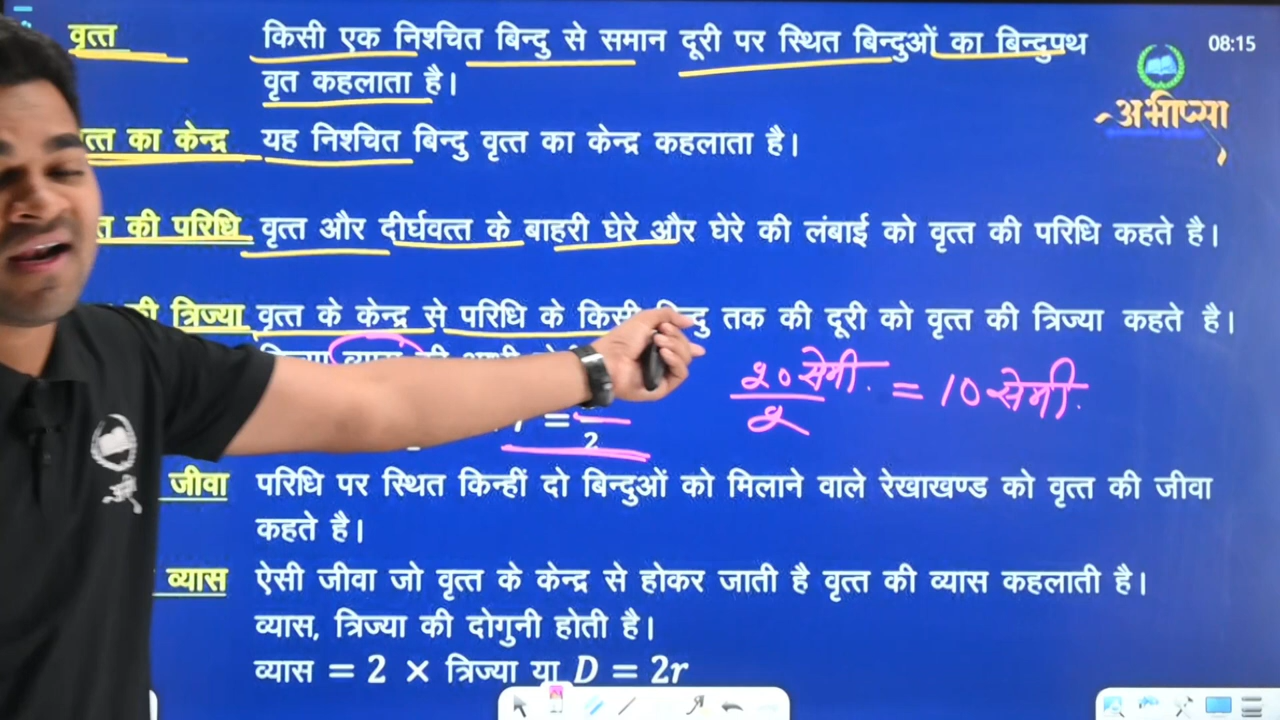 वृत्त किसी एक निश्चित बिन्दु से समान दूरी पर स्थित बिन्दुओं का बिन्दुपथ
वृत कहलाता है।
08:15
अभीप्सा
का केन्द्र यह निश्चित बिन्दु वृत्त का केन्द्र कहलाता है।
की परिधि वृत्त और दीर्घवत्त के बाहरी घेरे और घेरे की लंबाई को वृत्त की परिधि कहते है।
की त्रिज्या वृत्त के केन्द्र से परिधि के किसी बिन्दु तक की दूरी को वृत्त की त्रिज्या कहते है।
20 सेमी. / 2 = 10 सेमी.
= 2
जीवा परिधि पर स्थित किन्हीं दो बिन्दुओं को मिलाने वाले रेखाखण्ड को वृत्त की जीवा
कहते है।
व्यास ऐसी जीवा जो वृत्त के केन्द्र से होकर जाती है वृत्त की व्यास कहलाती है।
व्यास, त्रिज्या की दोगुनी होती है।
व्यास = 2 × त्रिज्या या D = 2r